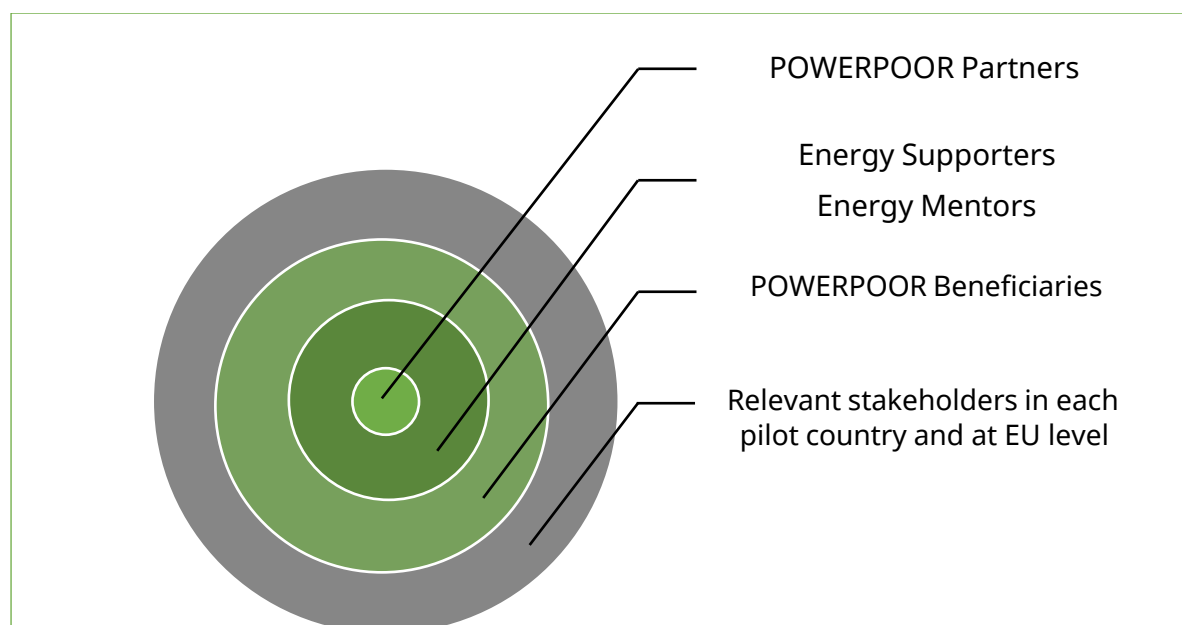 POWERPOOR Partners
Energy Supporters
Energy Mentors
POWERPOOR Beneficiaries
Relevant stakeholders in each
pilot country and at EU level